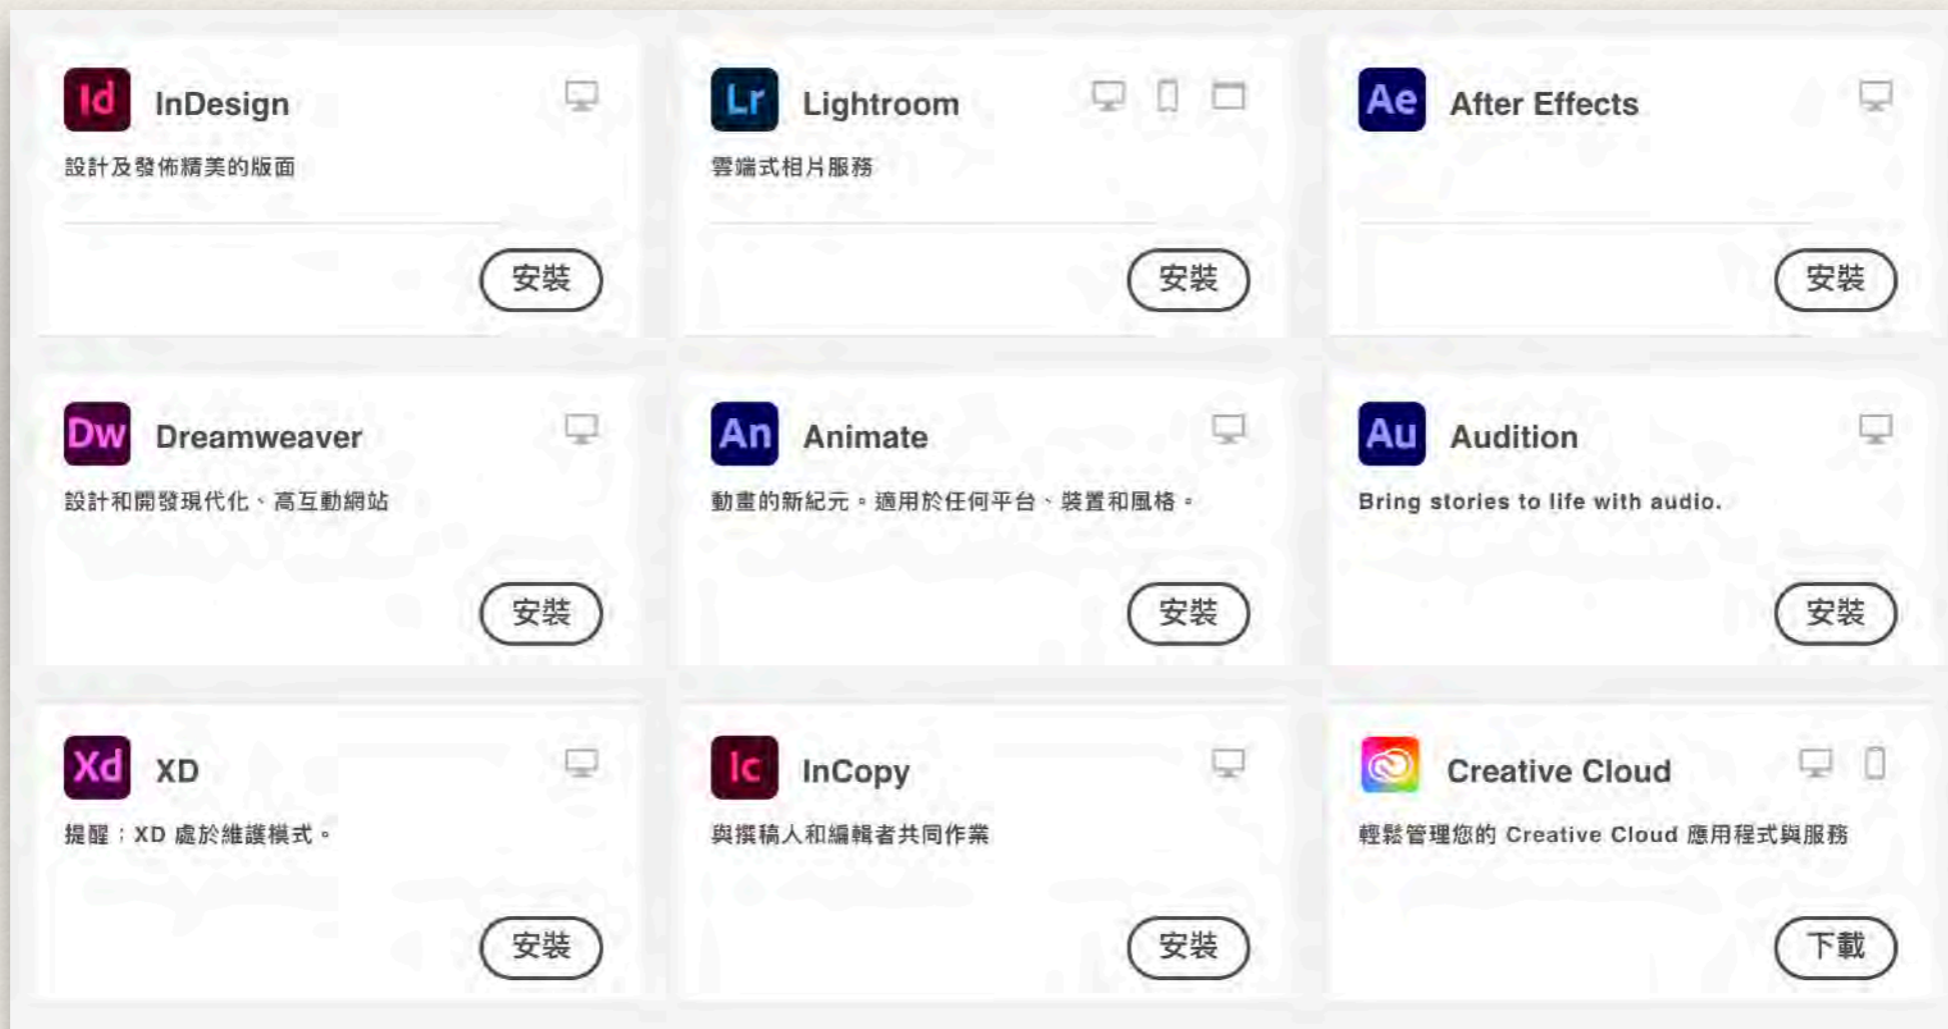 Id InDesign
設計及發佈精美的版面
安裝
Lr Lightroom
雲端式相片服務
安裝
Ae After Effects
安裝
Dw Dreamweaver
設計和開發現代化、高互動網站
安裝
An Animate
動畫的新紀元。適用於任何平台、裝置和風格。
安裝
Au Audition
Bring stories to life with audio.
安裝
Xd XD
提醒：XD 處於維護模式。
安裝
Ic InCopy
與撰稿人和編輯者共同作業
安裝
Creative Cloud
輕鬆管理您的 Creative Cloud 應用程式與服務
下載